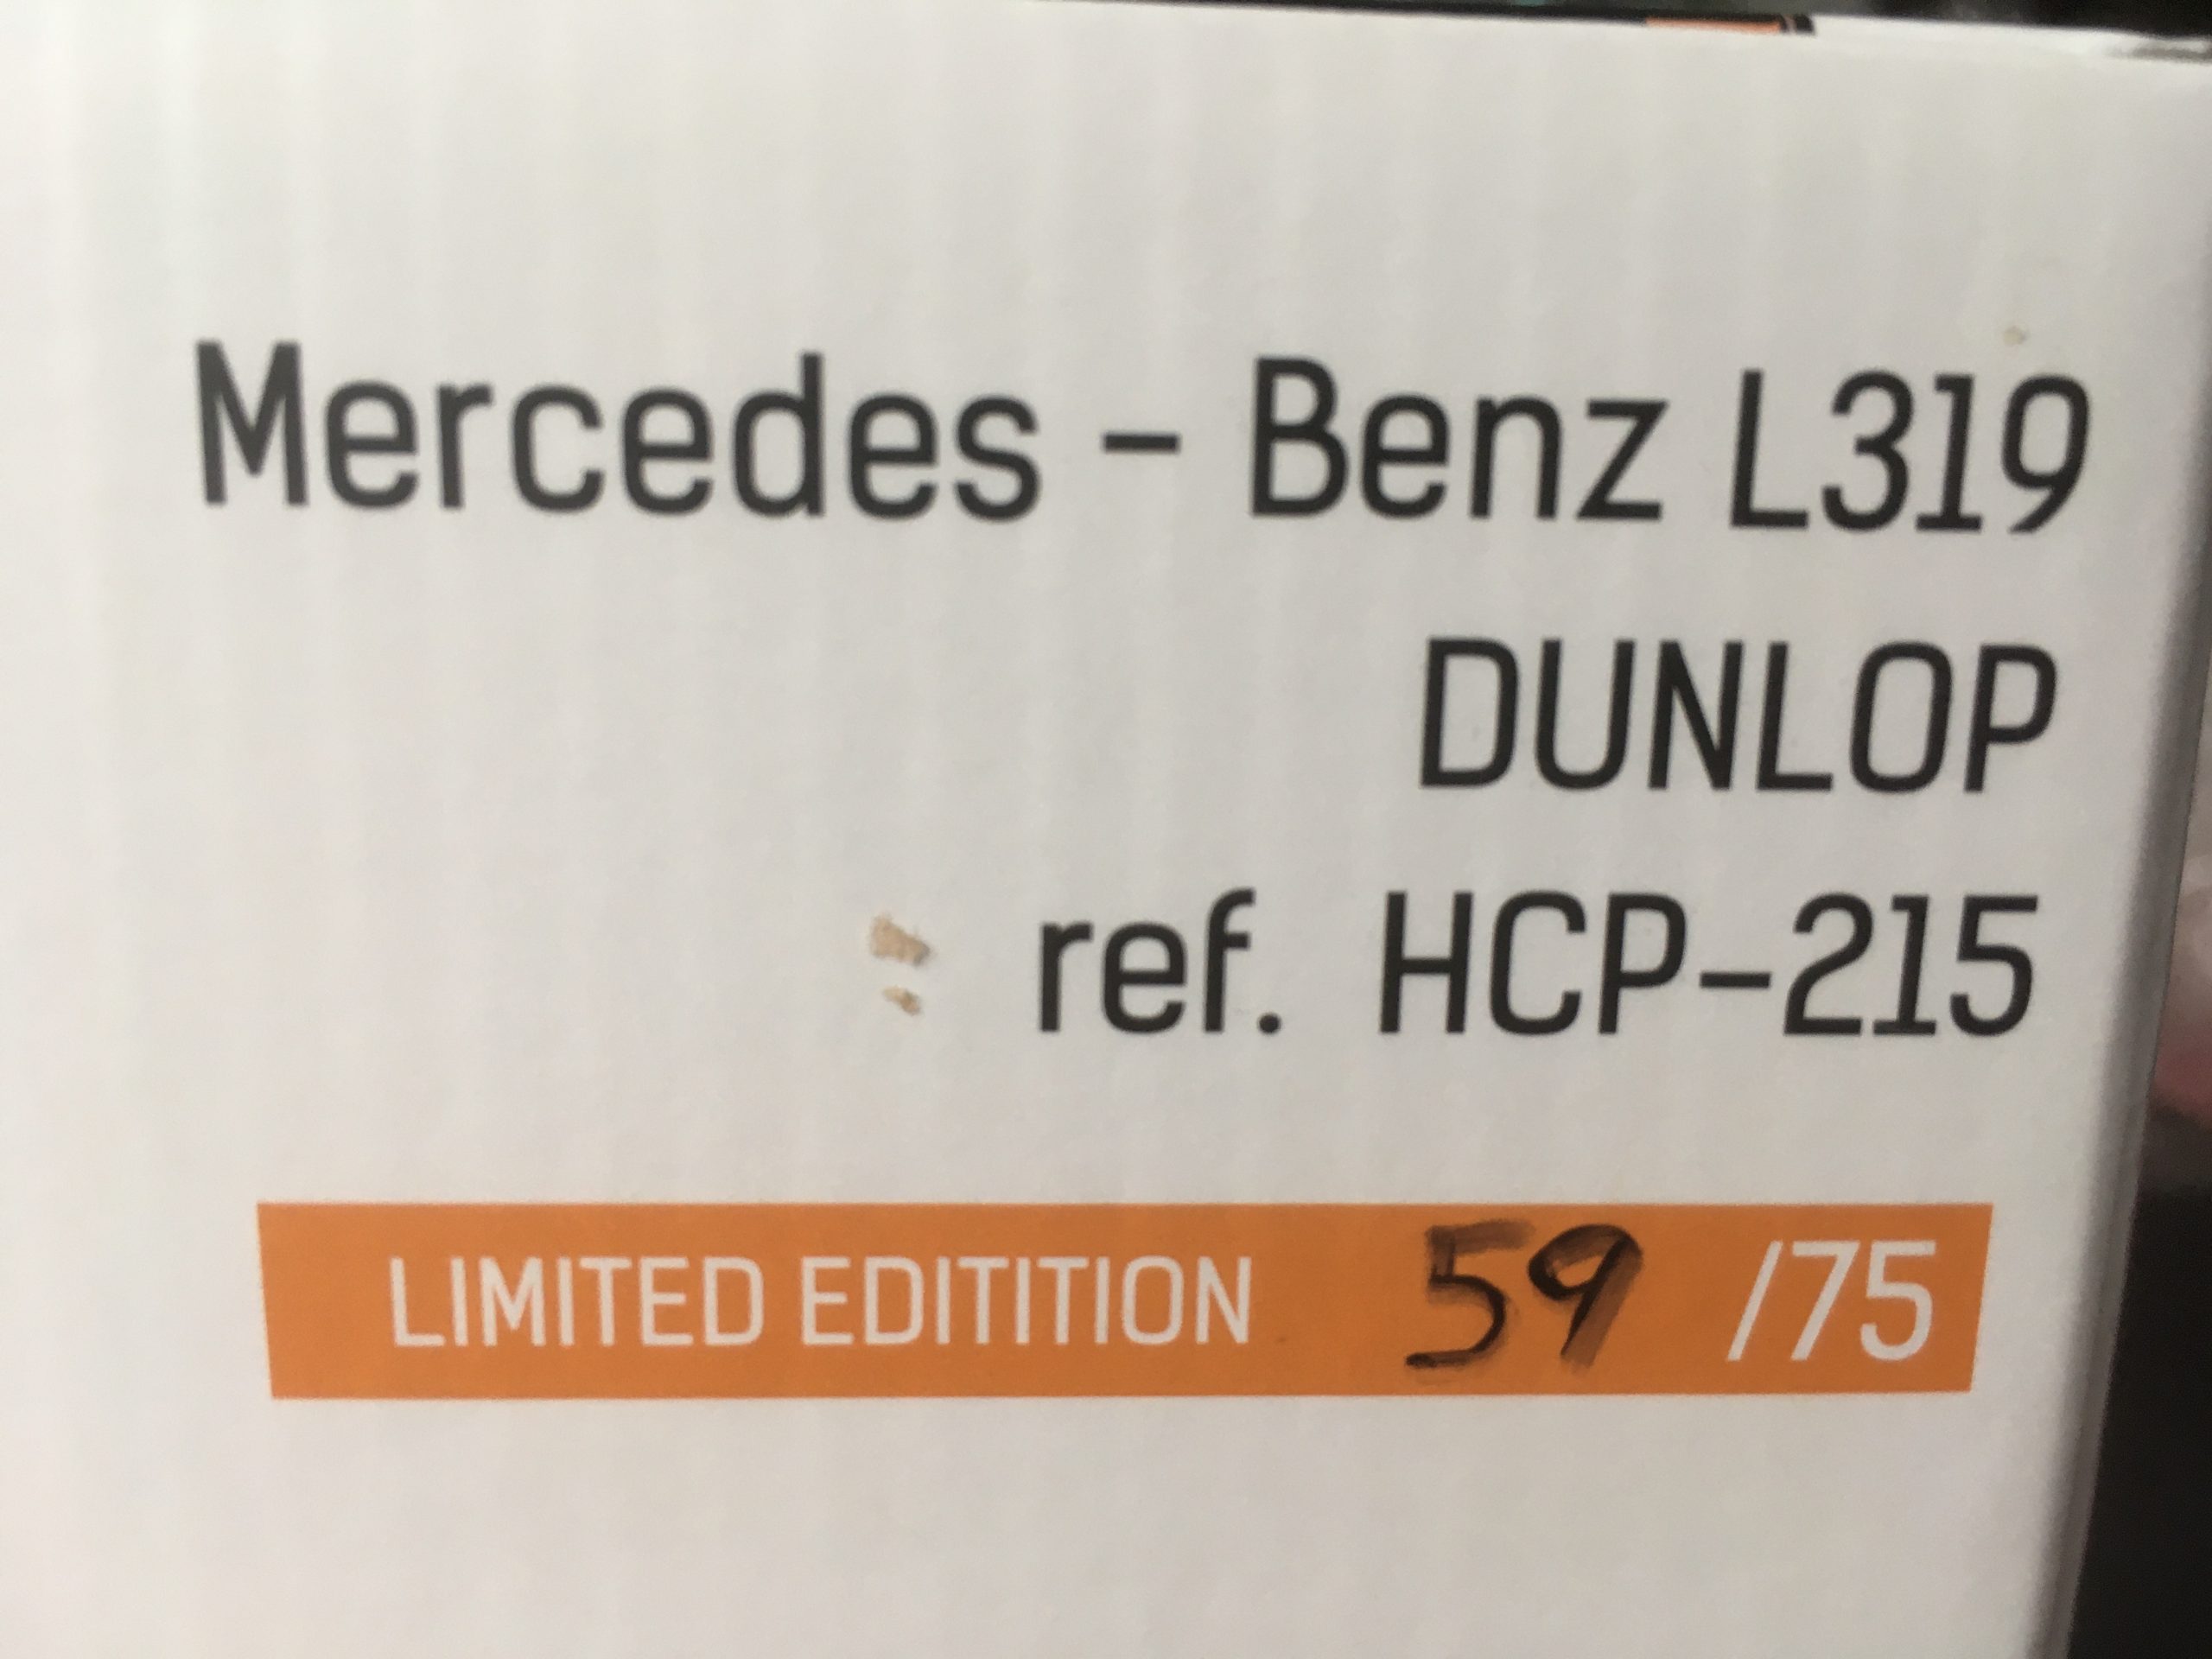 Mercedes - Benz L319
DUNLOP
ref. HCP-215
LIMITED EDITITION 59 /75